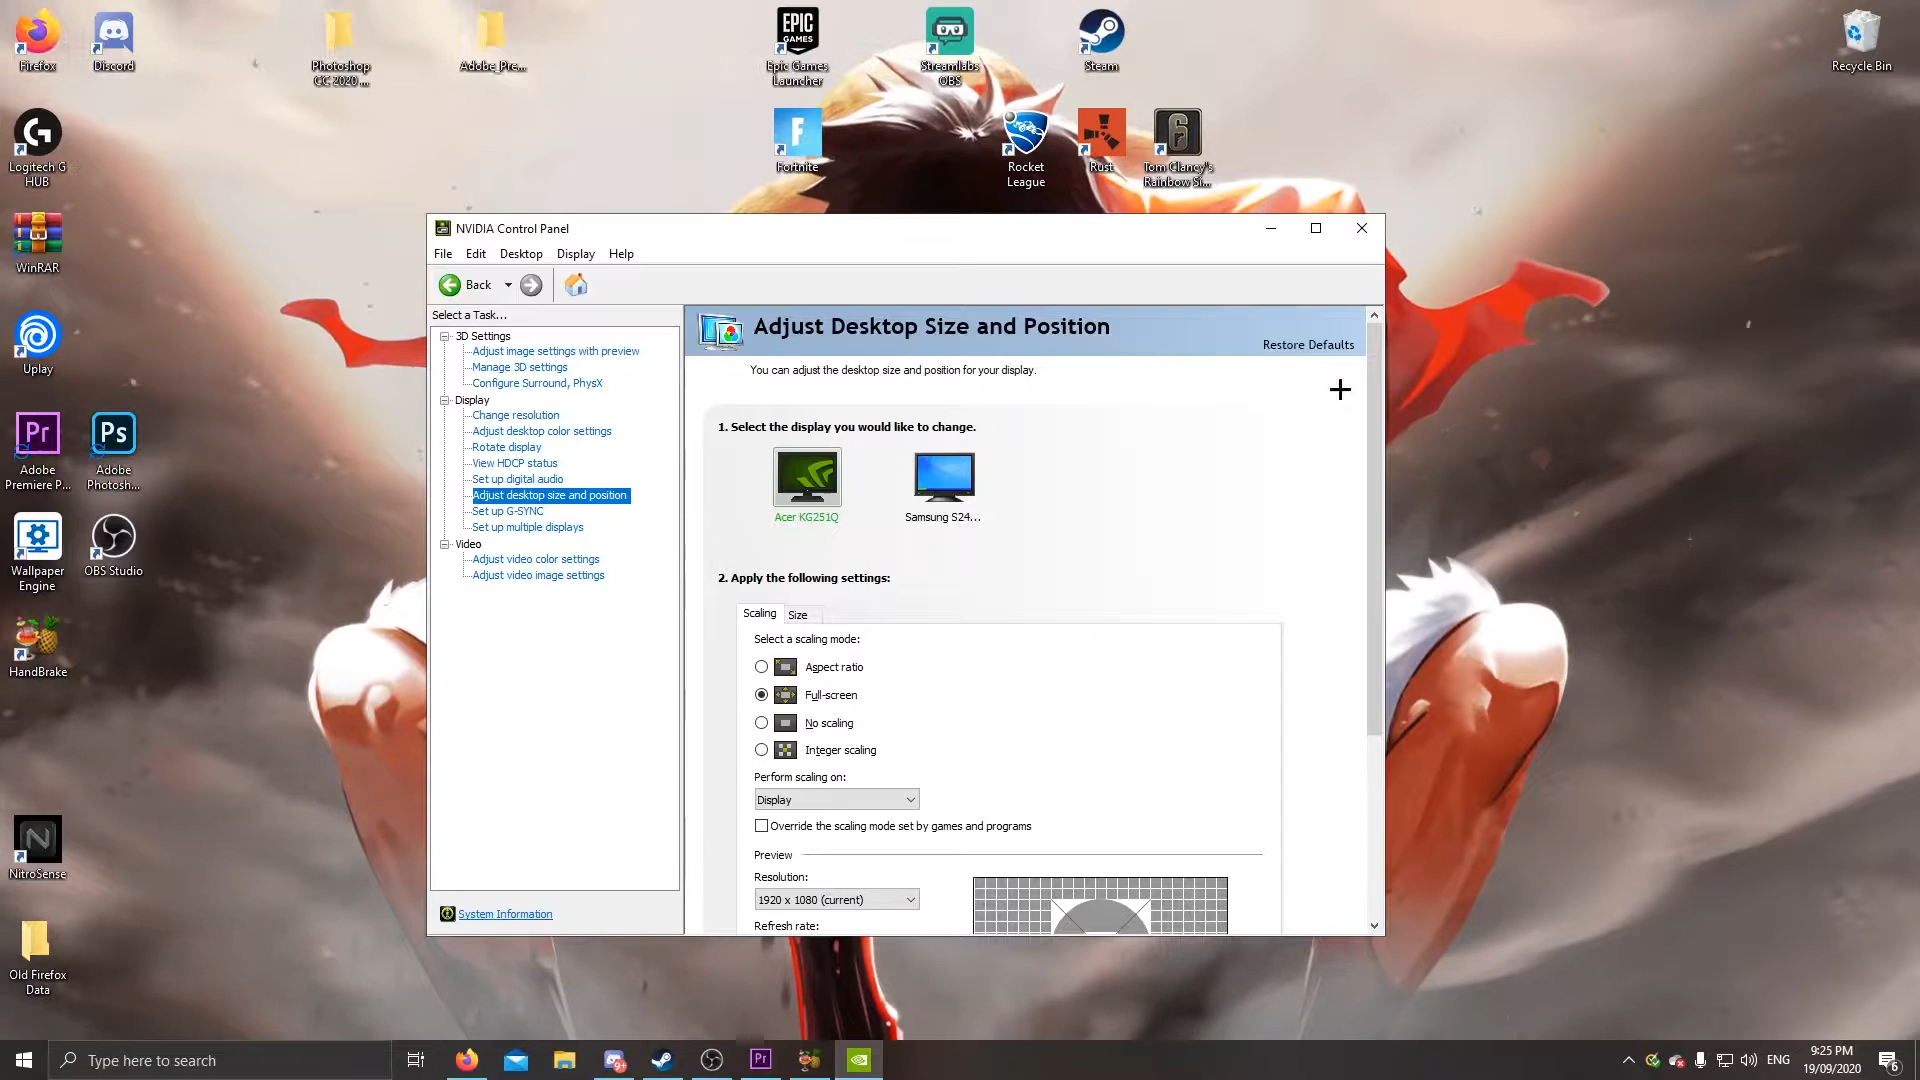 Firefox
Discord
Photoshop
CC 2020 ...
Adobe_Pre...
EPIC
GAMES
Epic Games
Launcher
Streamlabs
OBS
Steam
Recycle Bin
Logitech G
HUB
F
Fortnite
Rocket
League
Rust
6
Tom Clancy's
Rainbow Si...
WinRAR
Uplay
Pr
Adobe
Premiere P...
Ps
Adobe
Photosh...
Wallpaper
Engine
OBS Studio
HandBrake
N
NitroSense
Old Firefox
Data
NVIDIA Control Panel
File Edit Desktop Display Help
Back
Select a Task...
3D Settings
Adjust image settings with preview
Manage 3D settings
Configure Surround, PhysX
Display
Change resolution
Adjust desktop color settings
Rotate display
View HDCP status
Set up digital audio
Adjust desktop size and position
Set up G-SYNC
Set up multiple displays
Video
Adjust video color settings
Adjust video image settings
System Information
Adjust Desktop Size and Position
Restore Defaults
You can adjust the desktop size and position for your display.
1. Select the display you would like to change.
Acer KG251Q
Samsung S24...
2. Apply the following settings:
Scaling
Size
Select a scaling mode:
Aspect ratio
Full-screen
No scaling
Integer scaling
Perform scaling on:
Display
Override the scaling mode set by games and programs
Preview
Resolution:
1920 x 1080 (current)
Refresh rate:
Type here to search
9+
Pr
ENG
9:25 PM
19/09/2020
6